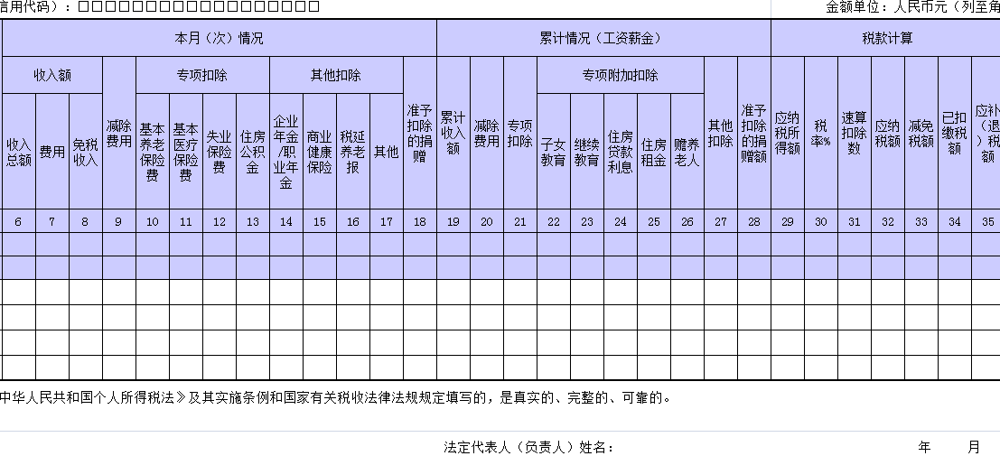 信用代码）：□□□□□□□□□□□□□□□□□□
金额单位：人民币元（列至角
本月（次）情况
累计情况（工资薪金）
税款计算
收入额
减除费用
专项扣除
其他扣除
准予扣除的捐赠
累计收入额
减除费用
专项扣除
专项附加扣除
其他扣除
准予扣除的捐赠额
应纳税所得额
税率%
速算扣除数
应纳税额
减免税额
已扣缴税额
应补（退）税额
收入总额
费用
免税收入
基本养老保险费
基本医疗保险费
失业保险费
住房公积金
企业年金/职业年金
商业健康保险
税延养老报
其他
子女教育
继续教育
住房贷款利息
住房租金
赡养老人
6 7 8 9 10 11 12 13 14 15 16 17 18 19 20 21 22 23 24 25 26 27 28 29 30 31 32 33 34 35
中华人民共和国个人所得税法》及其实施条例和国家有关税收法律法规规定填写的，是真实的、完整的、可靠的。
法定代表人（负责人）姓名：
年 月